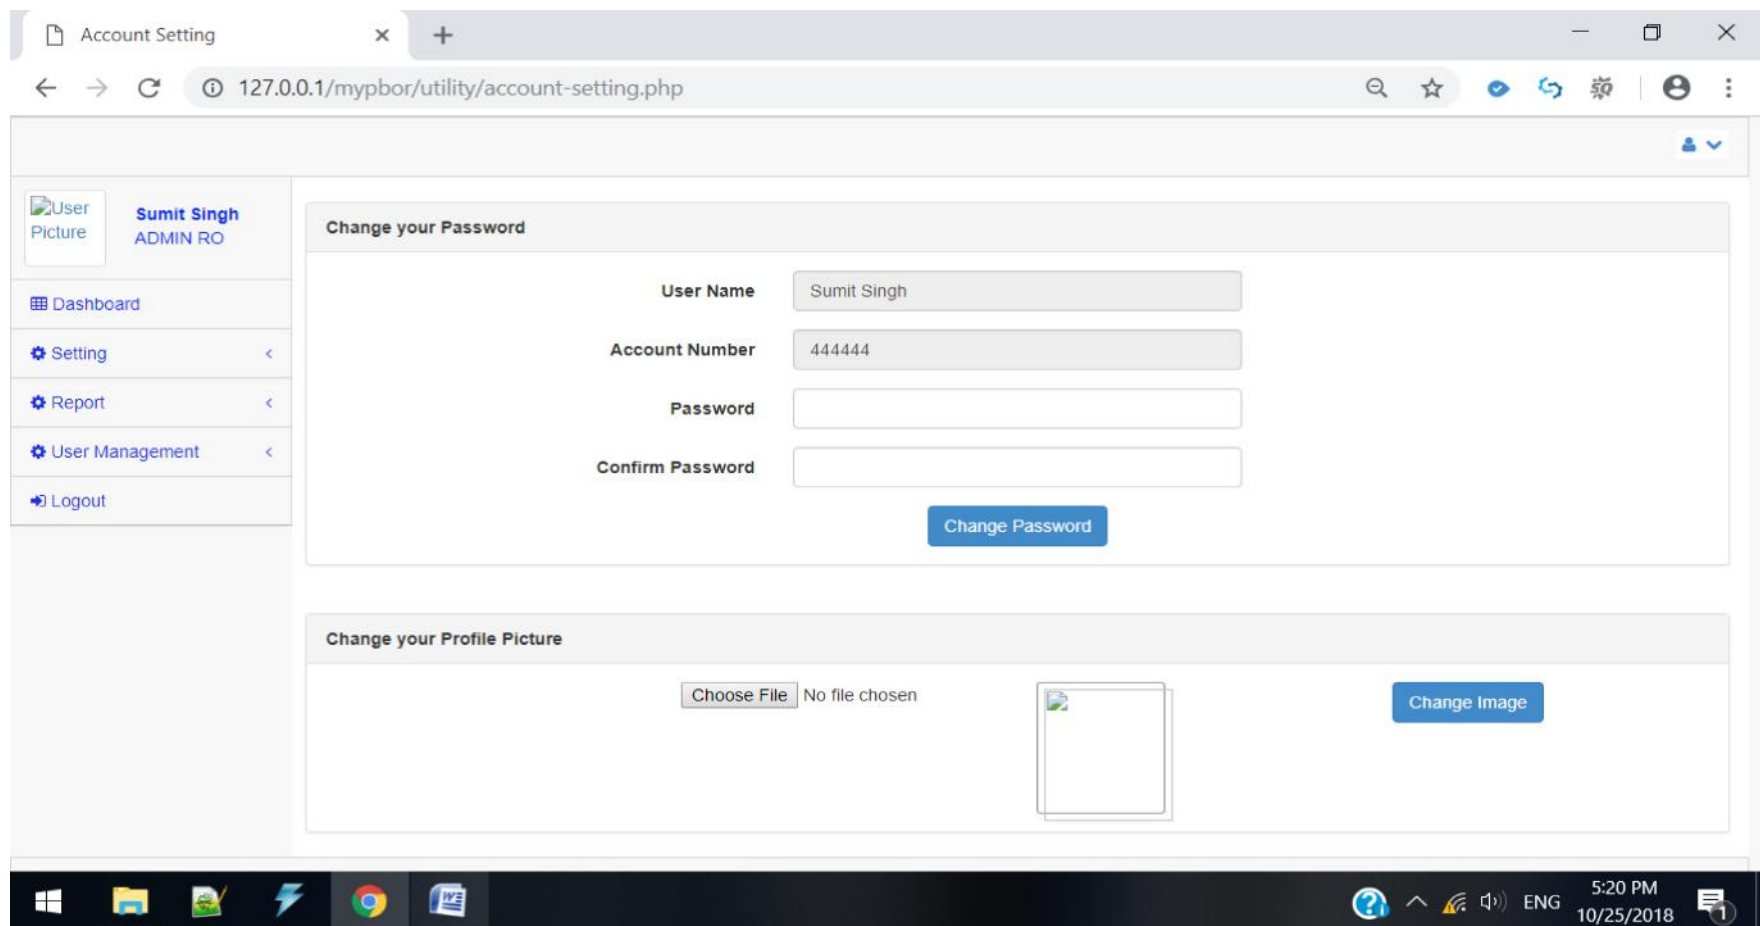 Account Setting
127.0.0.1/mypbor/utility/account-setting.php
SQ
User
Picture
Sumit Singh
ADMIN RO
Dashboard
Setting
Report
User Management
Logout
Change your Password
User Name
Sumit Singh
Account Number
444444
Password
Confirm Password
Change Password
Change your Profile Picture
Choose File No file chosen
Change Image
ENG
5:20 PM
10/25/2018
1